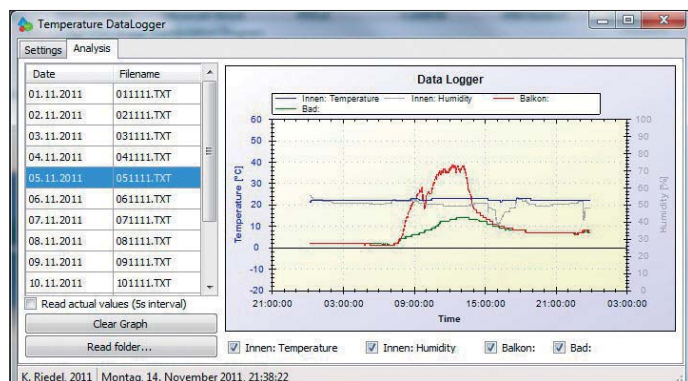 Temperature DataLogger
Settings Analysis
Date Filename
01.11.2011 011111.TXT
02.11.2011 021111.TXT
03.11.2011 031111.TXT
04.11.2011 041111.TXT
05.11.2011 051111.TXT
06.11.2011 061111.TXT
07.11.2011 071111.TXT
08.11.2011 081111.TXT
09.11.2011 091111.TXT
10.11.2011 101111.TXT
Read actual values (5s interval)
Clear Graph
Read folder...
Data Logger
Innen: Temperature Innen: Humidity Balkon:
Bad:
Temperature [°C]
60
50
40
30
20
10
0
-10
-20
100
90
80
70
60
50
40
30
20
10
0
Humidity [%]
21:00:00 03:00:00 09:00:00 15:00:00 21:00:00 03:00:00
Time
Innen: Temperature Innen: Humidity Balkon: Bad:
K. Riedel, 2011 Montag, 14. November 2011, 21:38:22